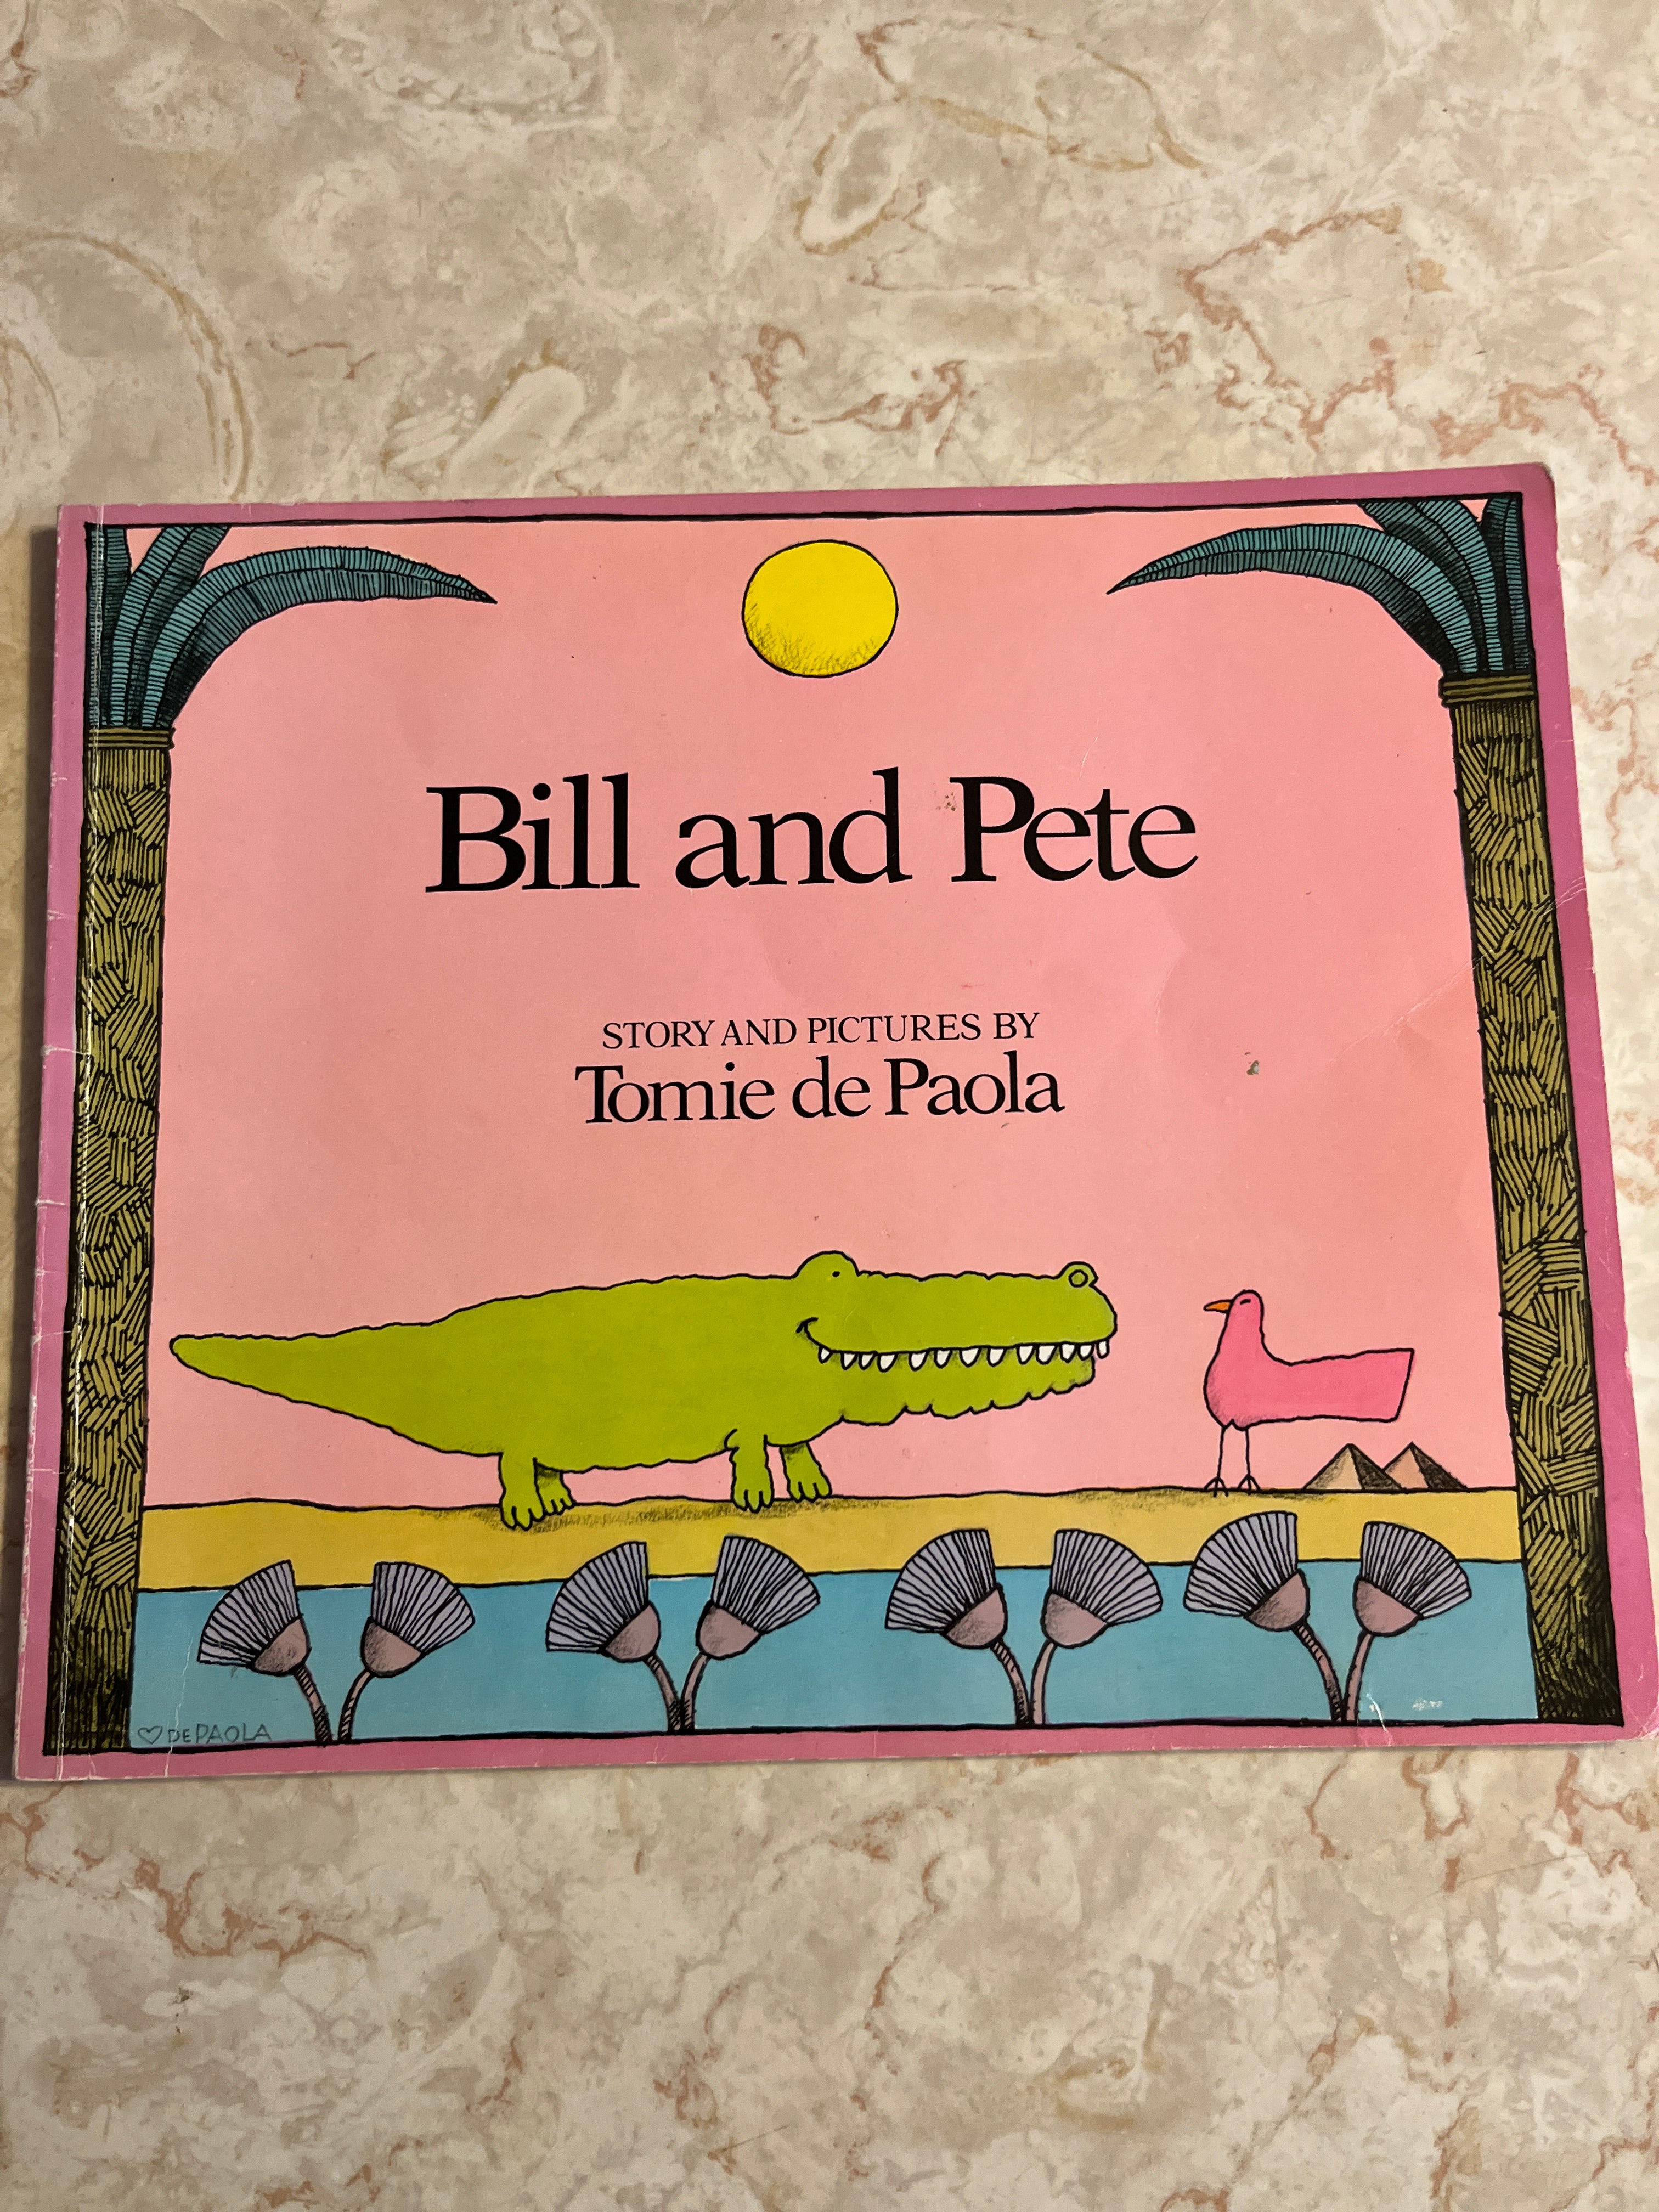 Bill and Pete
STORY AND PICTURES BY
Tomie de Paola
♡ DEPAOLA